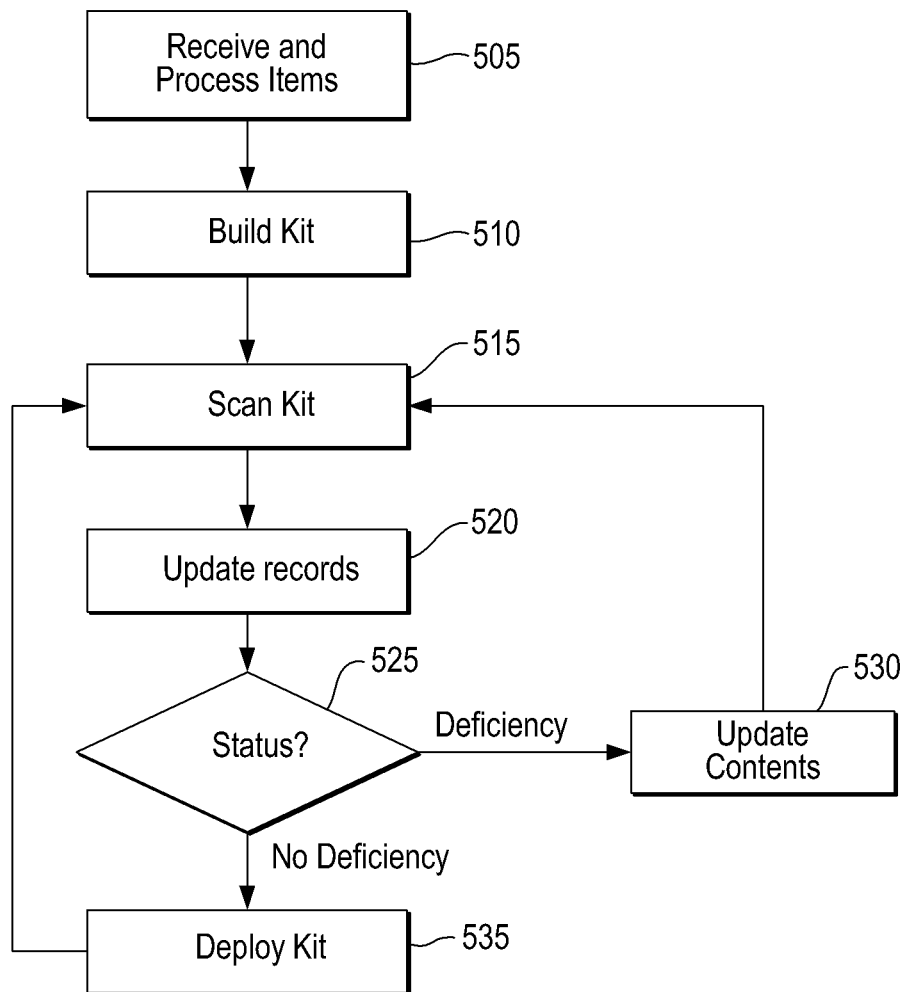 Receive and
Process Items
505
Build Kit
510
515
Scan Kit
520
Update records
525
Status?
Deficiency
530
Update
Contents
No Deficiency
Deploy Kit
535